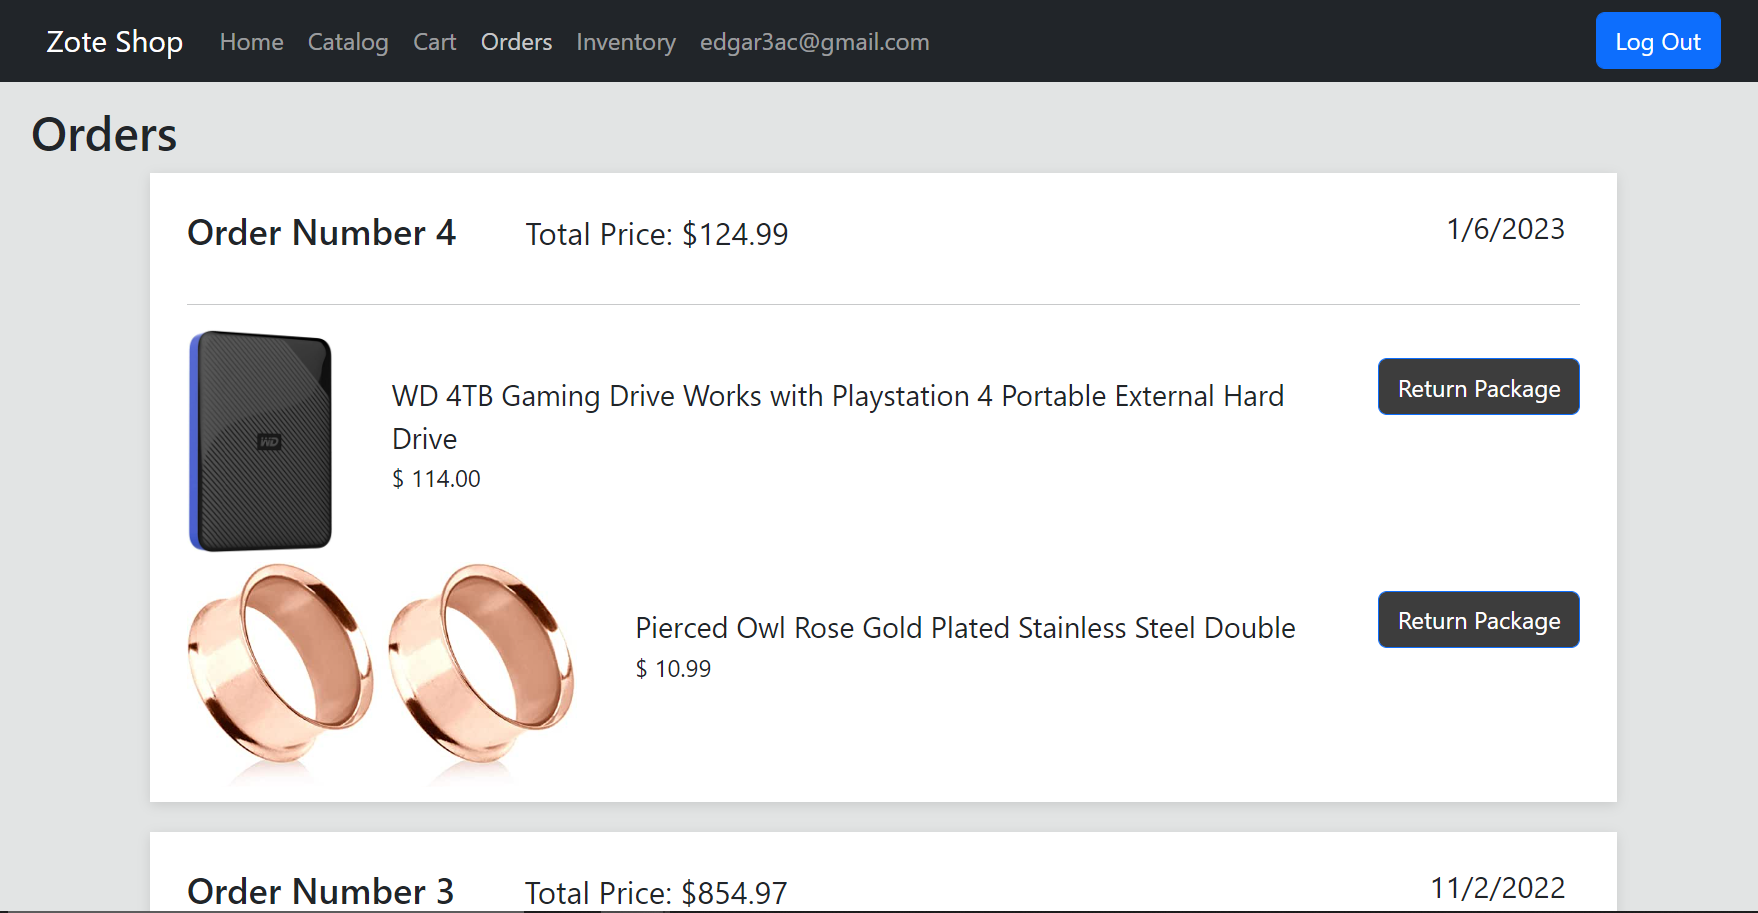 Zote Shop Home Catalog Cart Orders Inventory edgar3ac@gmail.com Log Out
Orders
Order Number 4 Total Price: $124.99 1/6/2023
WD 4TB Gaming Drive Works with Playstation 4 Portable External Hard
Drive
$ 114.00
Return Package
WD
Pierced Owl Rose Gold Plated Stainless Steel Double
$ 10.99
Return Package
Order Number 3 Total Price: $854.97 11/2/2022